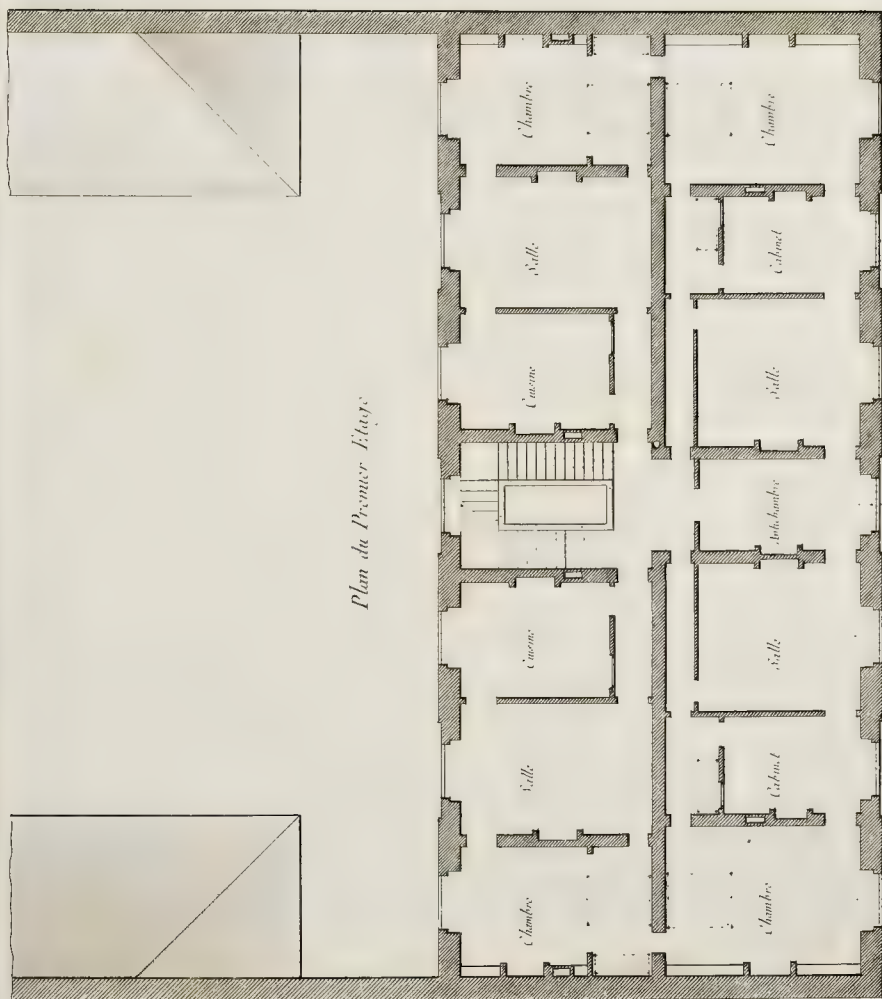 Plan du Premier Etage
Chambre
Salle
Cuisine
Cuisine
Salle
Chambre
Chambre
Cabinet
Salle
Antichambre
Salle
Cabinet
Chambre